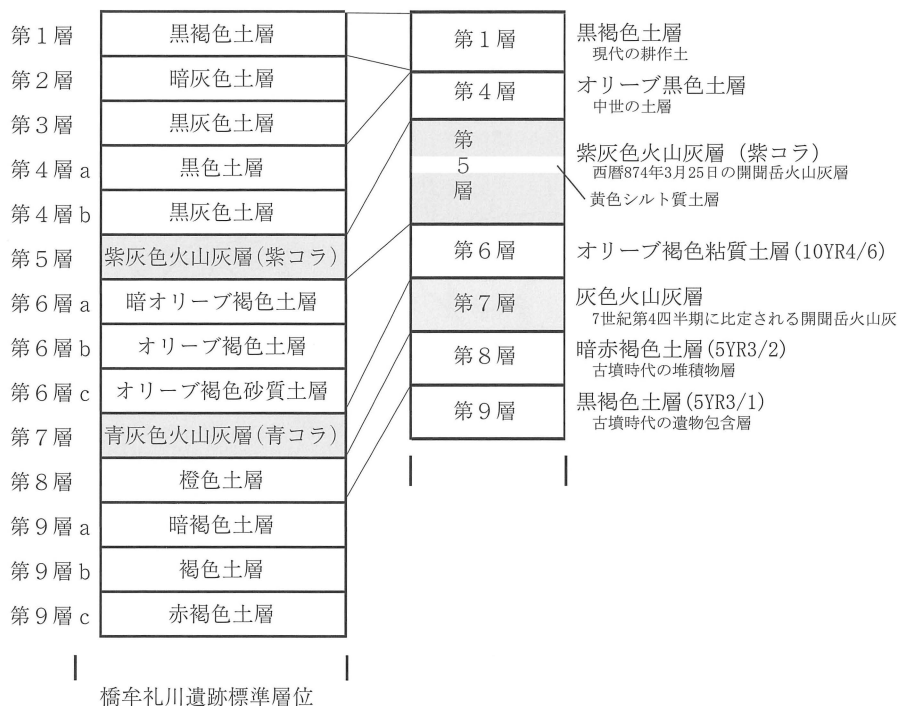 第1層 黒褐色土層
第2層 暗灰色土層
第3層 黒灰色土層
第4層a 黒色土層
第4層b 黒灰色土層
第5層 紫灰色火山灰層(紫コラ)
第6層a 暗オリーブ褐色土層
第6層b オリーブ褐色土層
第6層c オリーブ褐色砂質土層
第7層 青灰色火山灰層(青コラ)
第8層 橙色土層
第9層a 暗褐色土層
第9層b 褐色土層
第9層c 赤褐色土層
橋牟礼川遺跡標準層位
第1層 黒褐色土層
現代の耕作土
第4層 オリーブ黒色土層
中世の土層
第5層 紫灰色火山灰層(紫コラ)
西暦874年3月25日の開聞岳火山灰層
黄色シルト質土層
第6層 オリーブ褐色粘質土層(10YR4/6)
第7層 灰色火山灰層
7世紀第4四半期に比定される開聞岳火山灰
第8層 暗赤褐色土層(5YR3/2)
古墳時代の堆積物層
第9層 黒褐色土層(5YR3/1)
古墳時代の遺物包含層